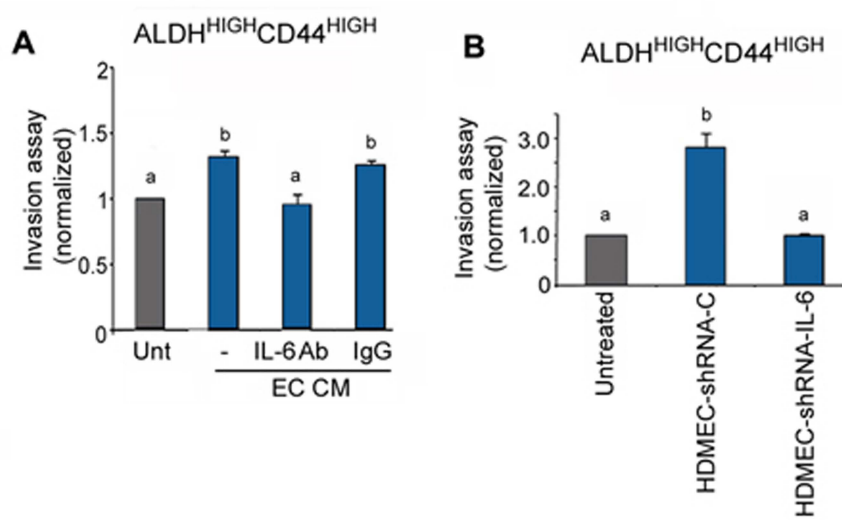 A
ALDHHIGHCD44HIGH
Invasion assay
(normalized)
2
1.5
1
0.5
0
a
b
a
b
Unt
-
IL-6Ab
IgG
EC CM
B
ALDHHIGHCD44HIGH
Invasion assay
(normalized)
3.0
2.0
1.0
0
a
b
a
Untreated
HDMEC-shRNA-C
HDMEC-shRNA-IL-6